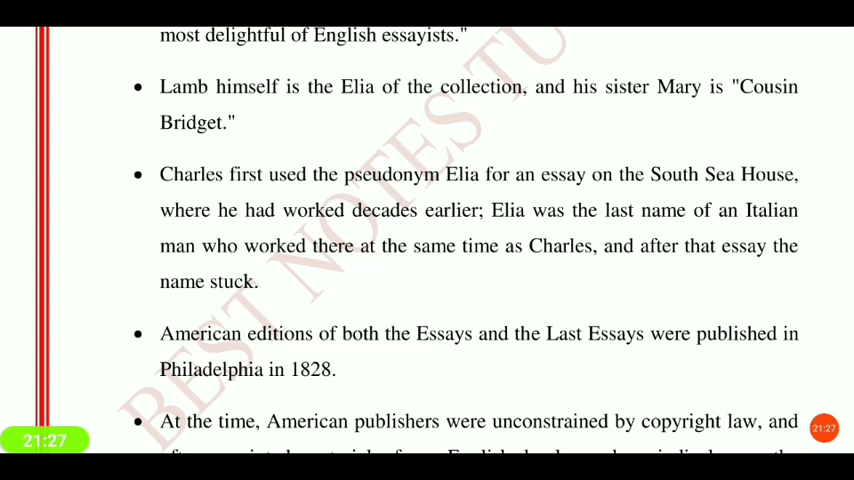 most delightful of English essayists."
• Lamb himself is the Elia of the collection, and his sister Mary is "Cousin
Bridget."
• Charles first used the pseudonym Elia for an essay on the South Sea House,
where he had worked decades earlier; Elia was the last name of an Italian
man who worked there at the same time as Charles, and after that essay the
name stuck.
• American editions of both the Essays and the Last Essays were published in
Philadelphia in 1828.
• At the time, American publishers were unconstrained by copyright law, and
BEST NOTES TU
21:27
21:27